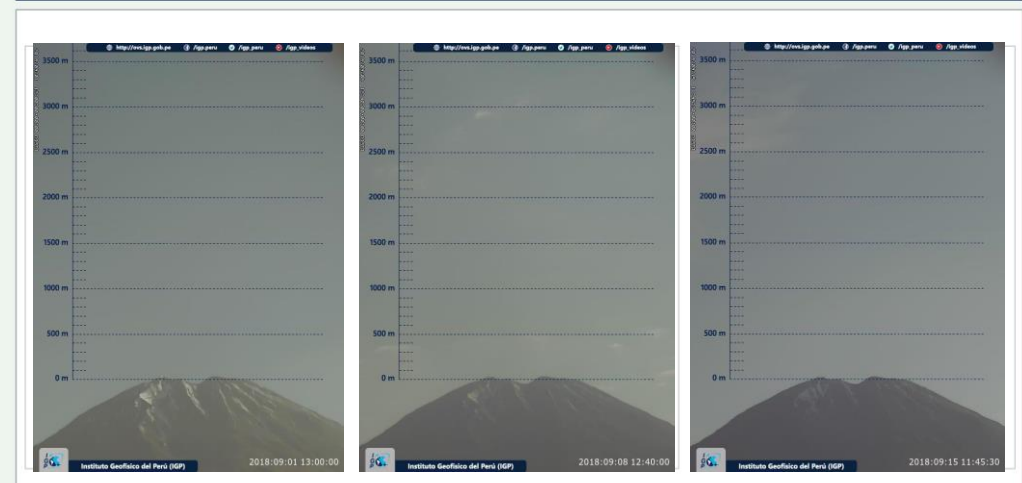 http://ovs.igp.gob.pe /igp.peru /igp_peru /igp_videos
3500 m
3000 m
2500 m
2000 m
1500 m
1000 m
500 m
0 m
Instituto Geofísico del Perú (IGP)
2018:09:01 13:00:00
http://ovs.igp.gob.pe /igp.peru /igp_peru /igp_videos
3500 m
3000 m
2500 m
2000 m
1500 m
1000 m
500 m
0 m
Instituto Geofísico del Perú (IGP)
2018:09:08 12:40:00
http://ovs.igp.gob.pe /igp.peru /igp_peru /igp_videos
3500 m
3000 m
2500 m
2000 m
1500 m
1000 m
500 m
0 m
Instituto Geofísico del Perú (IGP)
2018:09:15 11:45:30